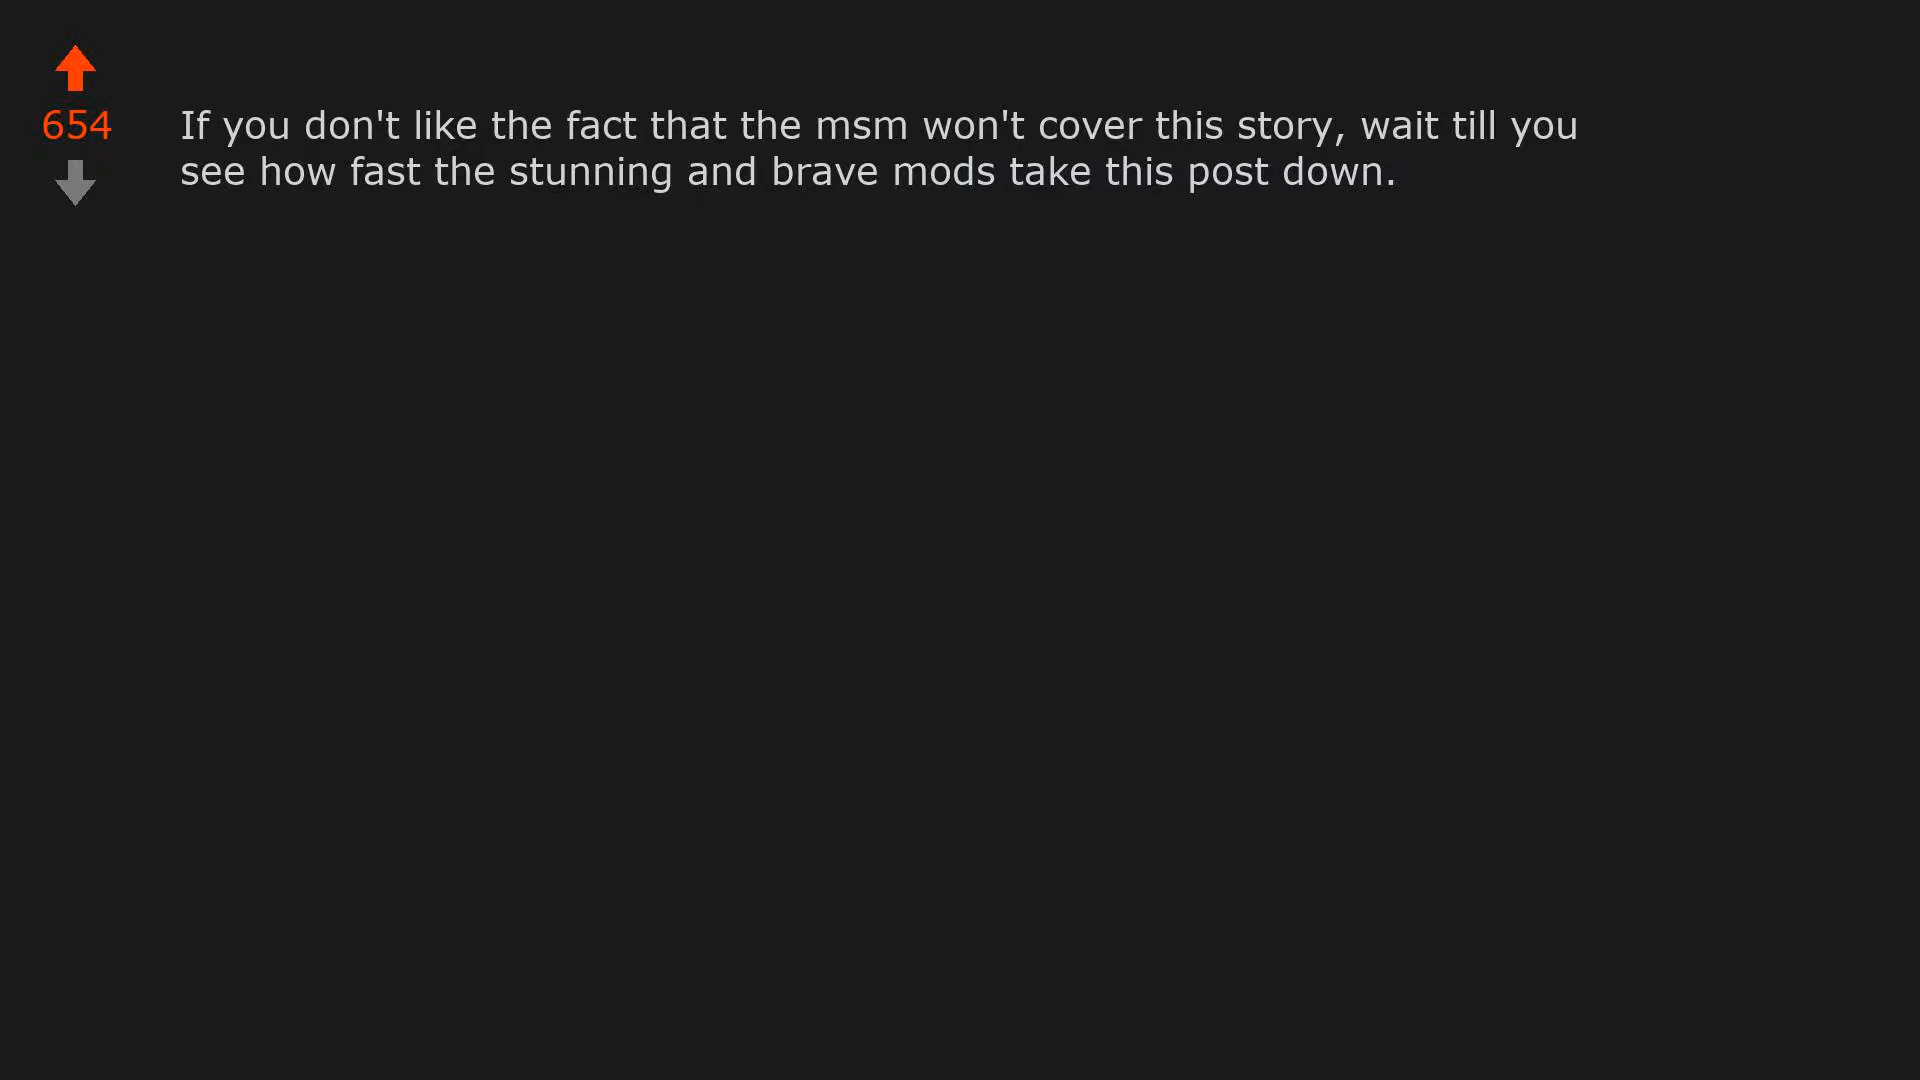 654
If you don't like the fact that the msm won't cover this story, wait till you
see how fast the stunning and brave mods take this post down.